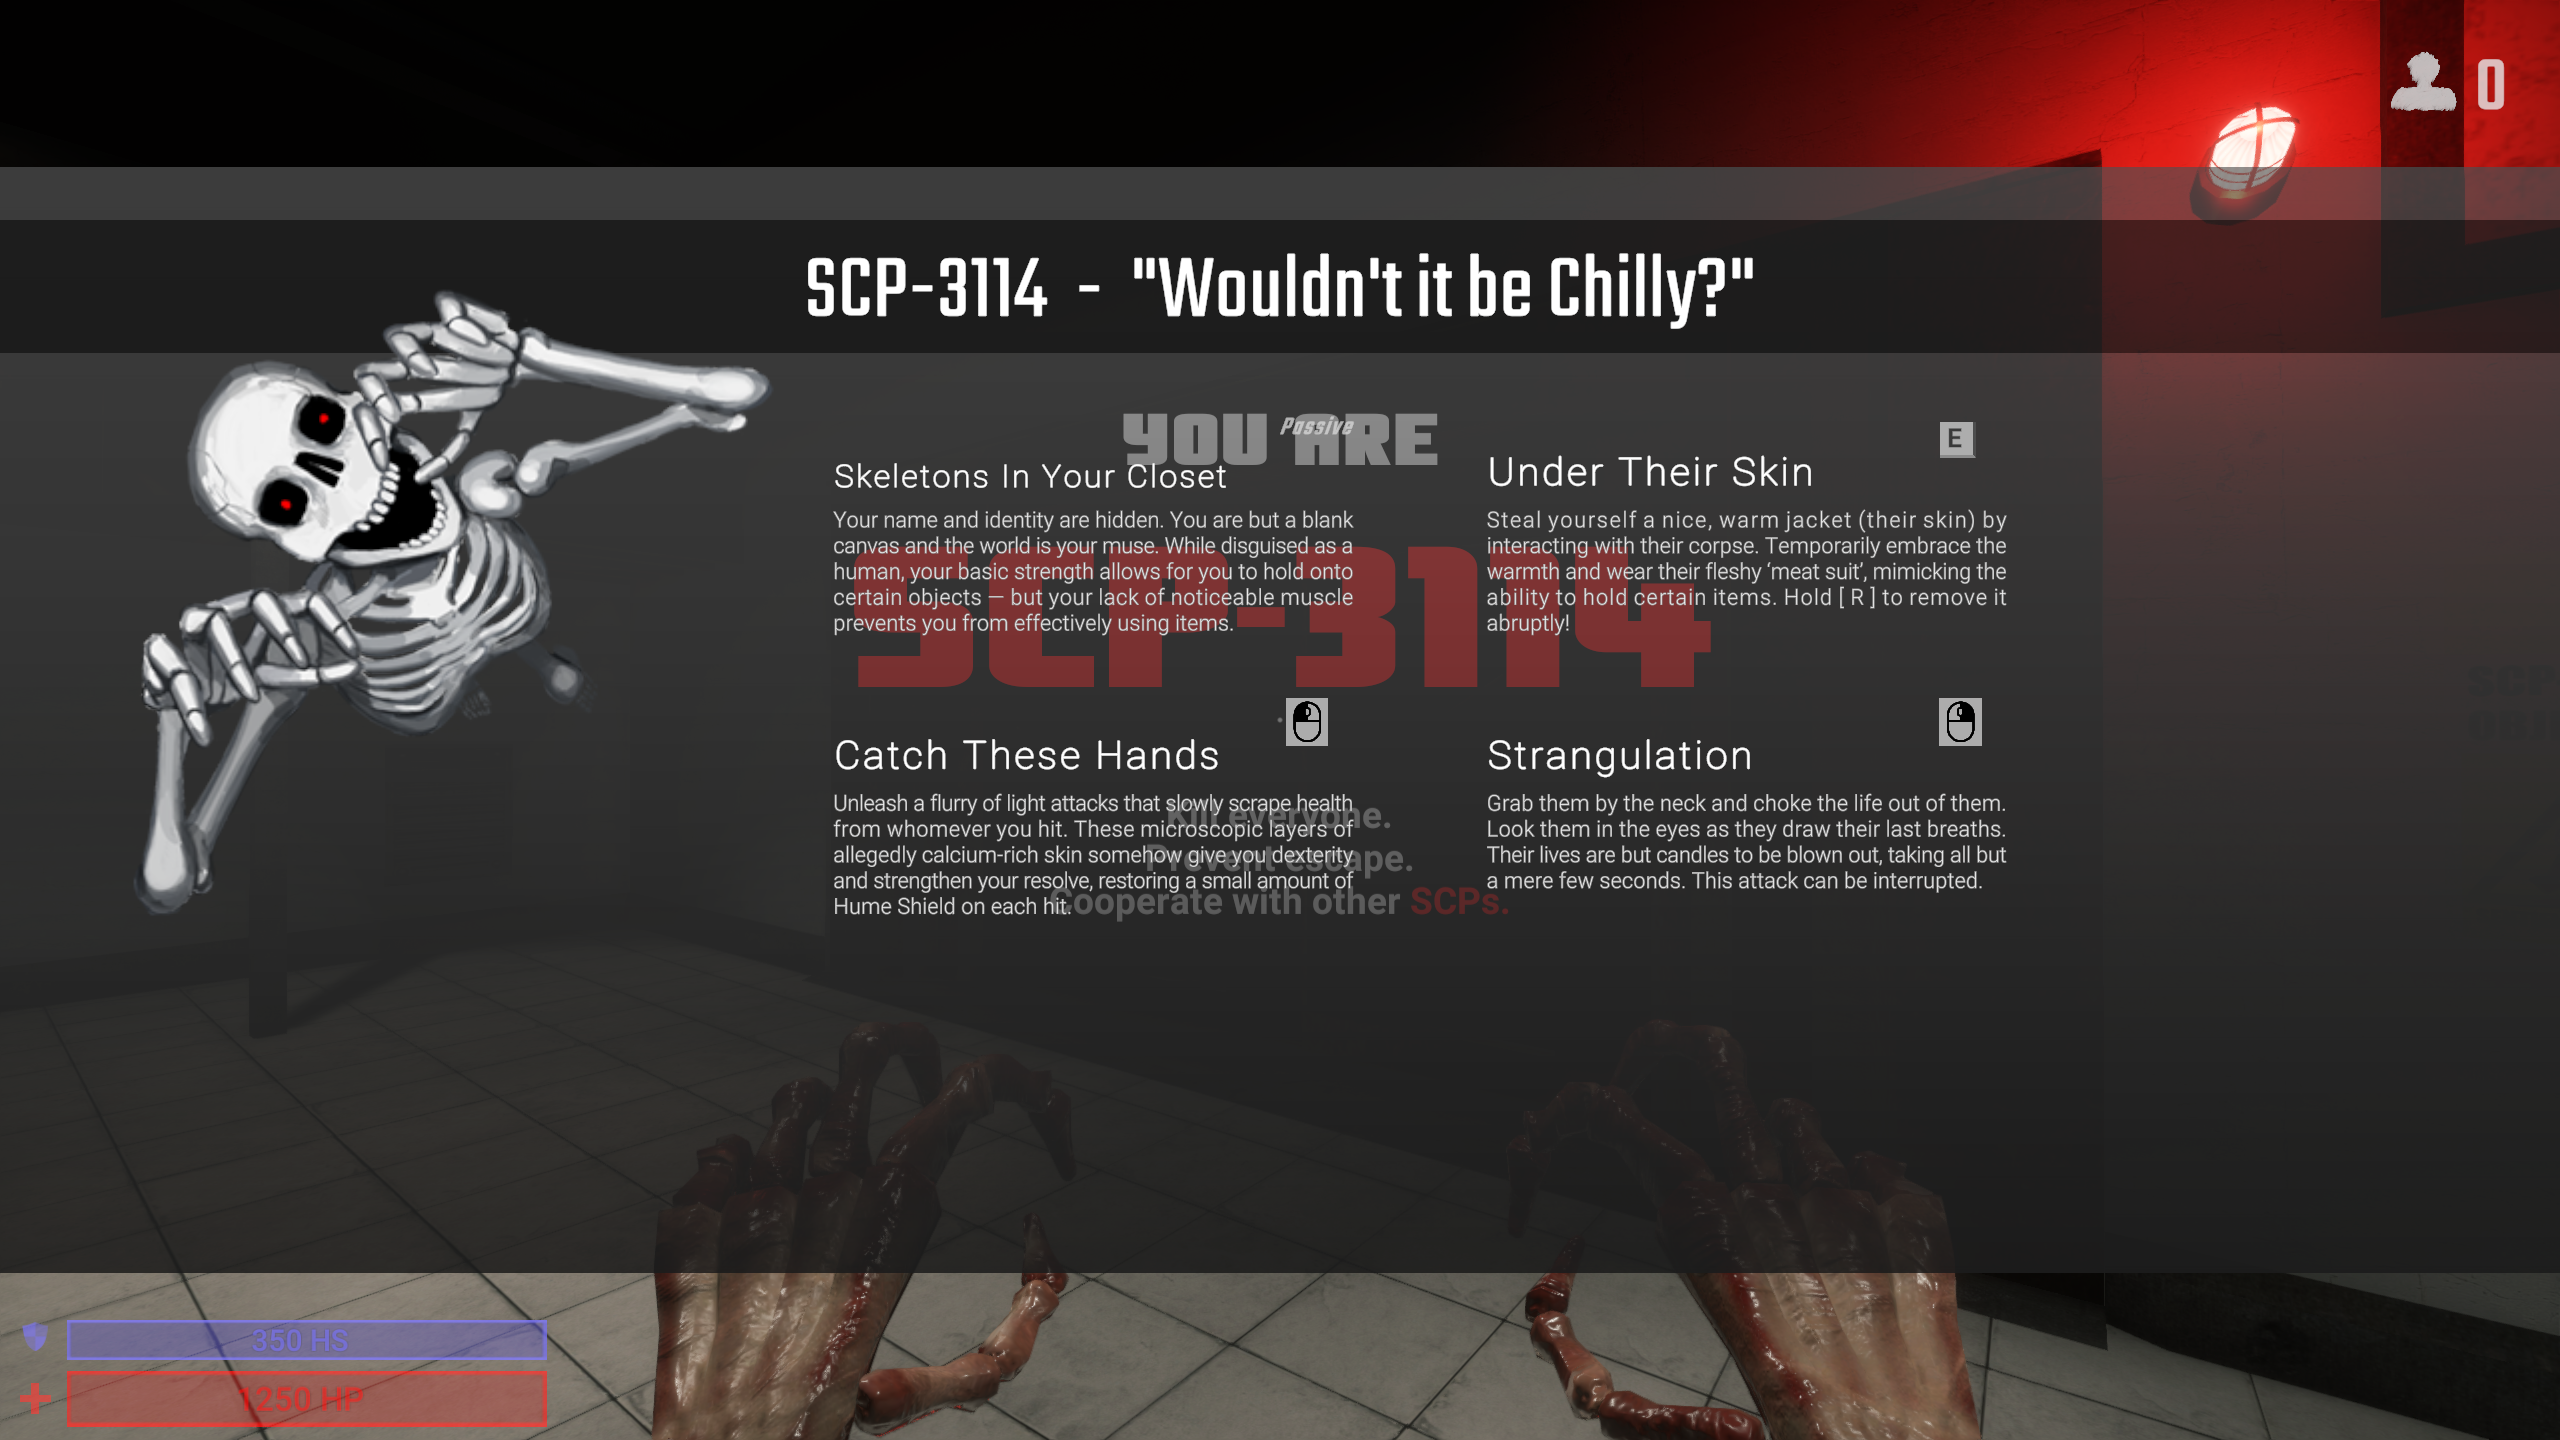 0
SCP-3114 - "Wouldn't it be Chilly?"
YOU ARE
SCP-3114
Kill everyone.
Prevent escape.
Cooperate with other SCPs.
Passive
Skeletons In Your Closet
Your name and identity are hidden. You are but a blank
canvas and the world is your muse. While disguised as a
human, your basic strength allows for you to hold onto
certain objects — but your lack of noticeable muscle
prevents you from effectively using items.
E
Under Their Skin
Steal yourself a nice, warm jacket (their skin) by
interacting with their corpse. Temporarily embrace the
warmth and wear their fleshy ‘meat suit’, mimicking the
ability to hold certain items. Hold [ R ] to remove it
abruptly!
Catch These Hands
Unleash a flurry of light attacks that slowly scrape health
from whomever you hit. These microscopic layers of
allegedly calcium-rich skin somehow give you dexterity
and strengthen your resolve, restoring a small amount of
Hume Shield on each hit.
Strangulation
Grab them by the neck and choke the life out of them.
Look them in the eyes as they draw their last breaths.
Their lives are but candles to be blown out, taking all but
a mere few seconds. This attack can be interrupted.
SCP
350 HS
1250 HP